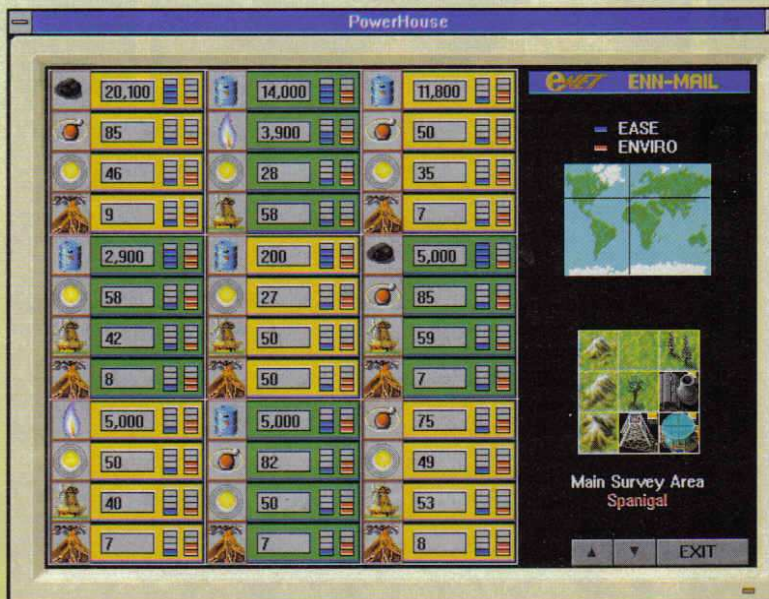 PowerHouse
20,100 14,000 11,800
85 3,900 50
46 28 35
9 58 7
2,900 200 5,000
58 27 85
42 50 59
8 50 7
5,000 5,000 75
50 82 49
40 50 53
7 7 8
eNET ENN-MAIL
EASE
ENVIRO
Main Survey Area
Spanigal
EXIT